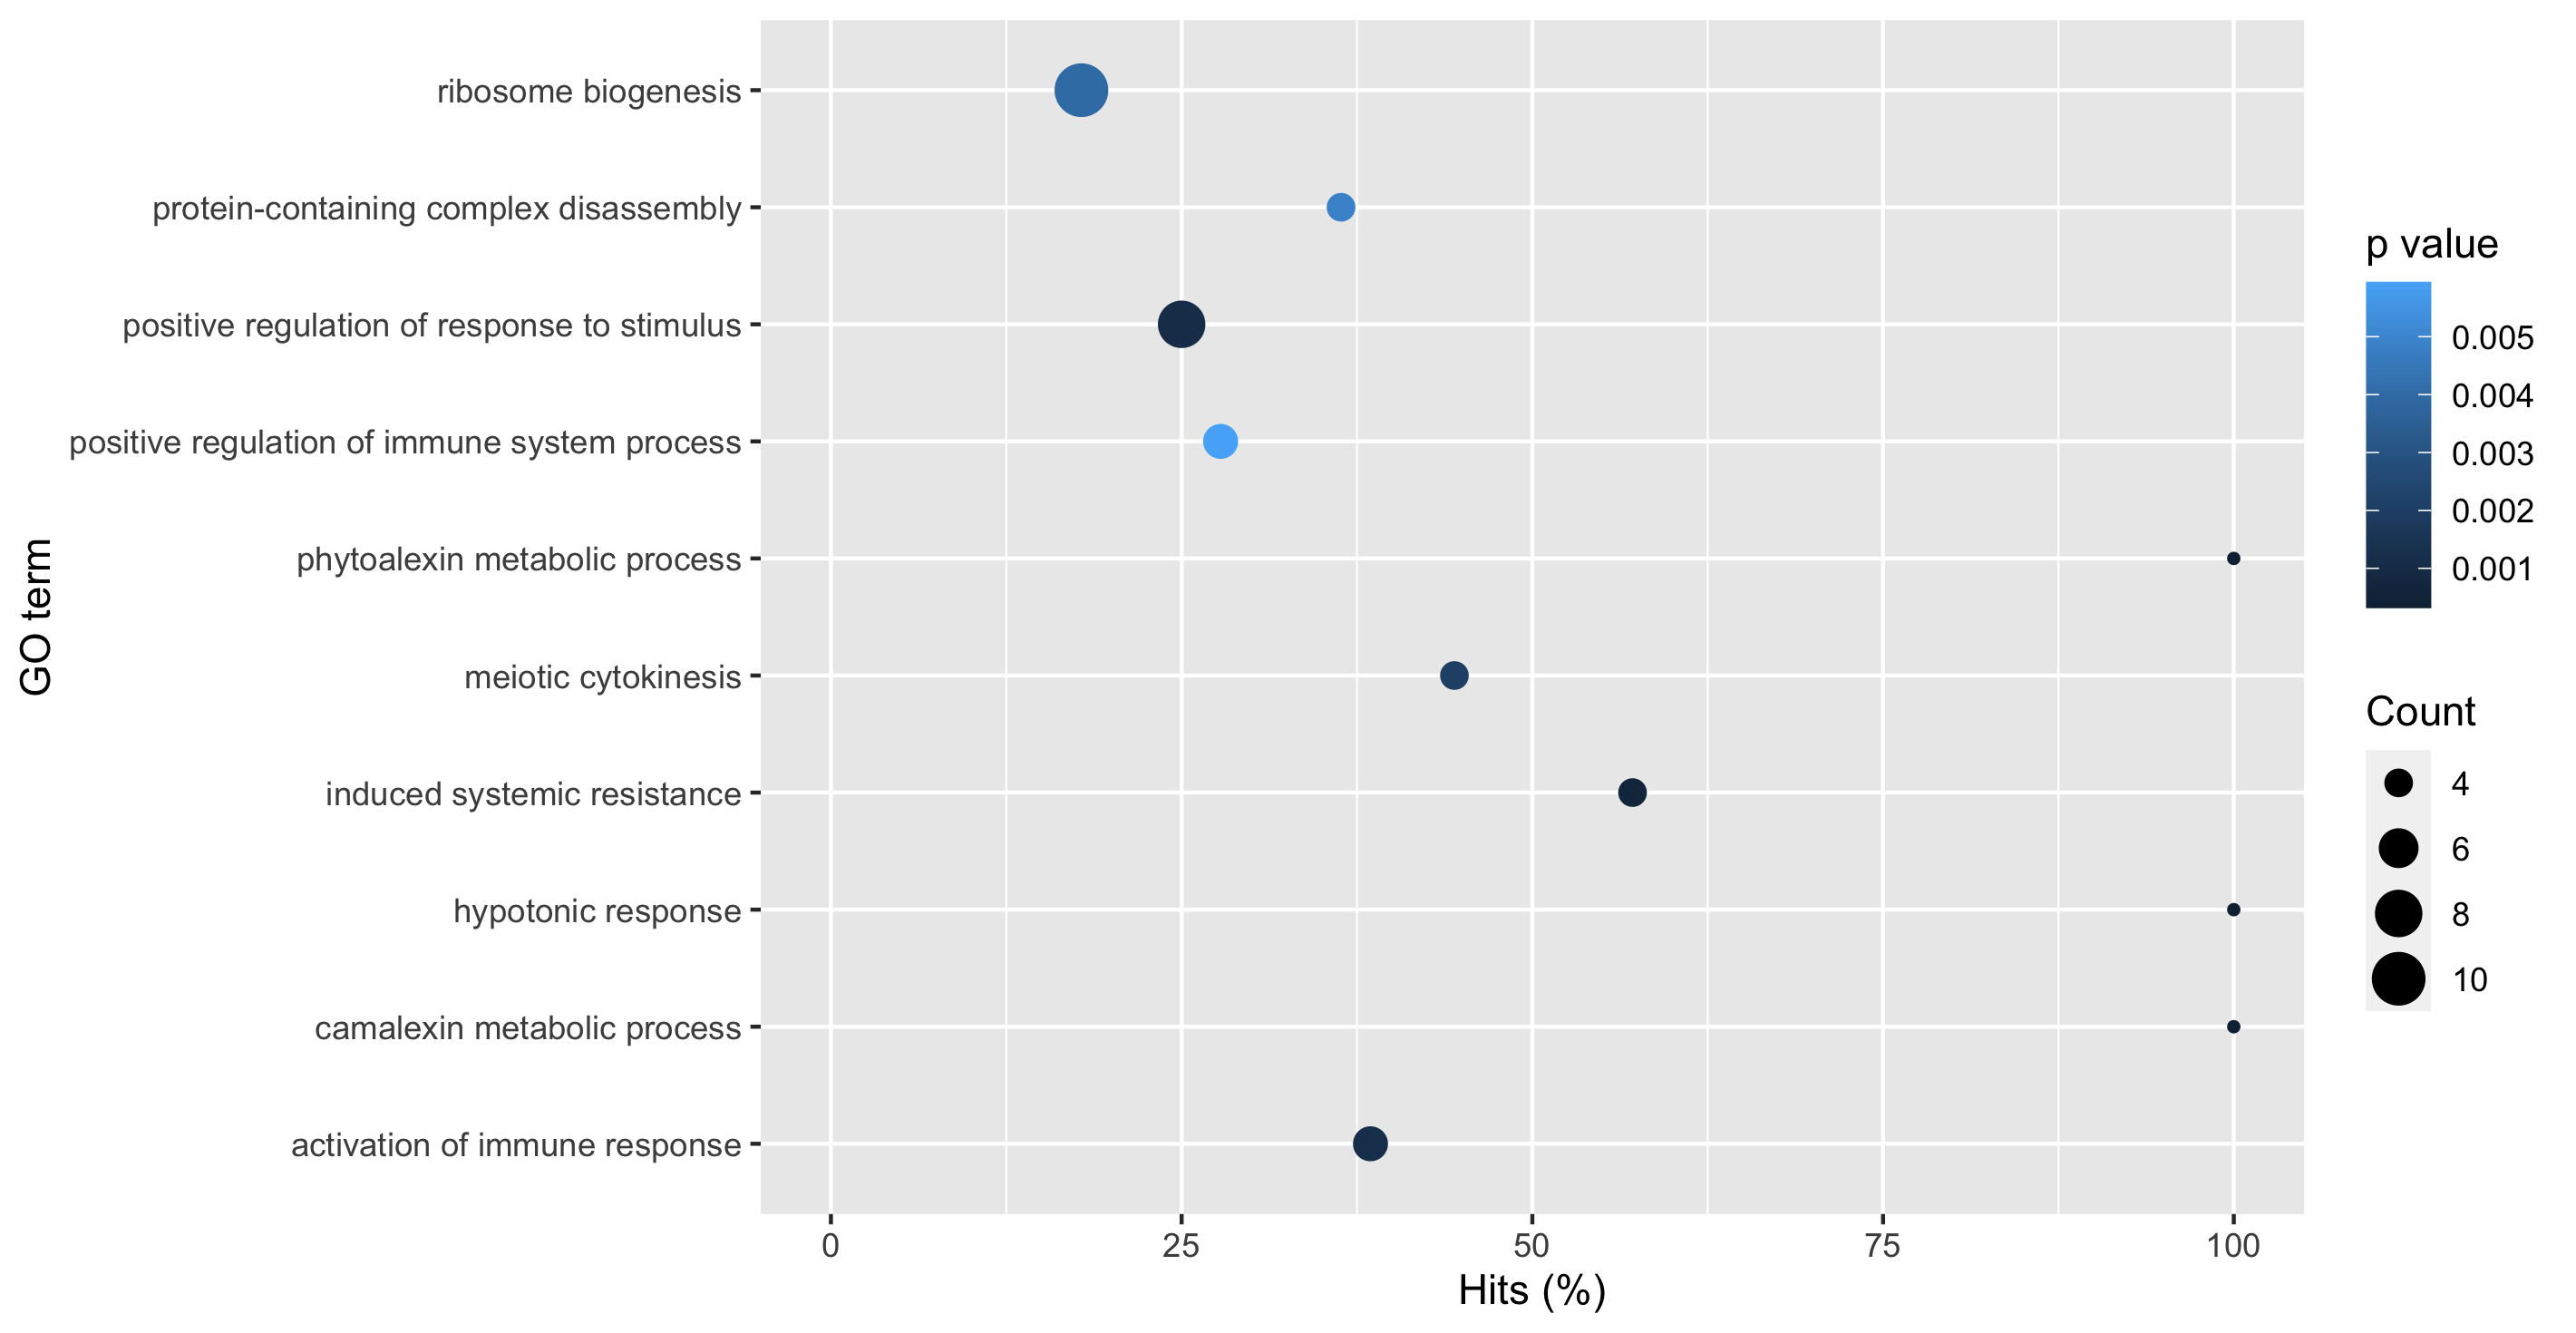 ribosome biogenesis
protein-containing complex disassembly
positive regulation of response to stimulus
positive regulation of immune system process
phytoalexin metabolic process
meiotic cytokinesis
induced systemic resistance
hypotonic response
camalexin metabolic process
activation of immune response
GO term
0 25 50 75 100
Hits (%)
p value
0.005
0.004
0.003
0.002
0.001
Count
4
6
8
10